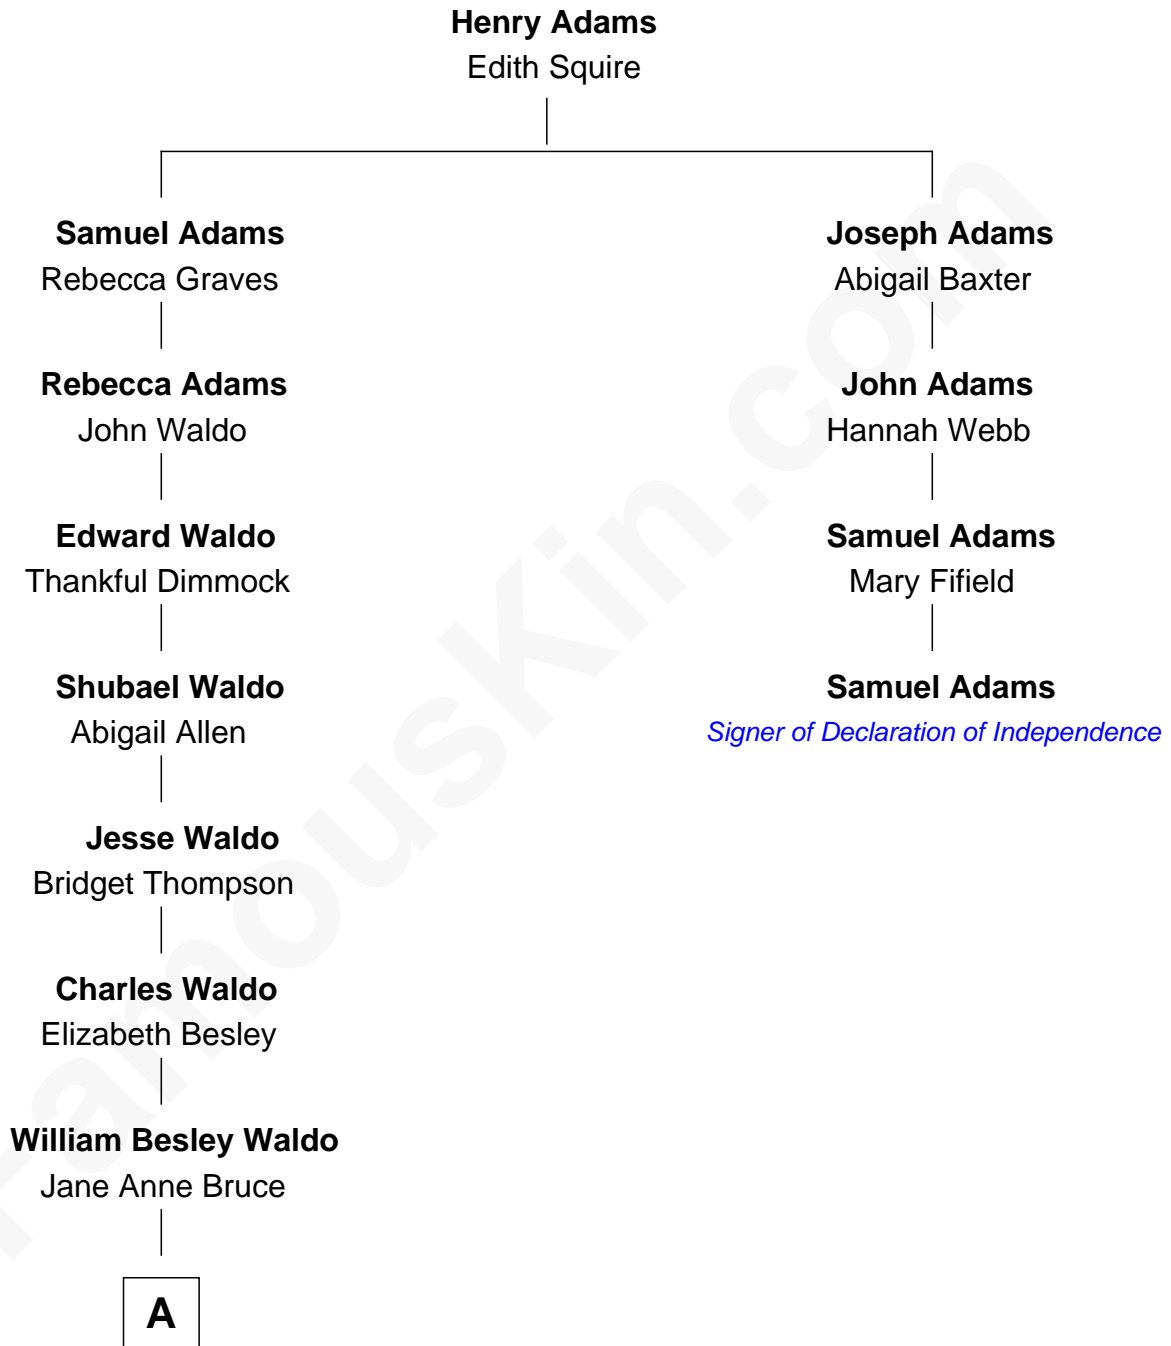 Henry Adams
Edith Squire
Samuel Adams
Rebecca Graves
Joseph Adams
Abigail Baxter
Rebecca Adams
John Waldo
John Adams
Hannah Webb
Edward Waldo
Thankful Dimmock
Samuel Adams
Mary Fifield
Shubael Waldo
Abigail Allen
Samuel Adams
Signer of Declaration of Independence
Jesse Waldo
Bridget Thompson
Charles Waldo
Elizabeth Besley
William Besley Waldo
Jane Anne Bruce
A
FamousKin.com